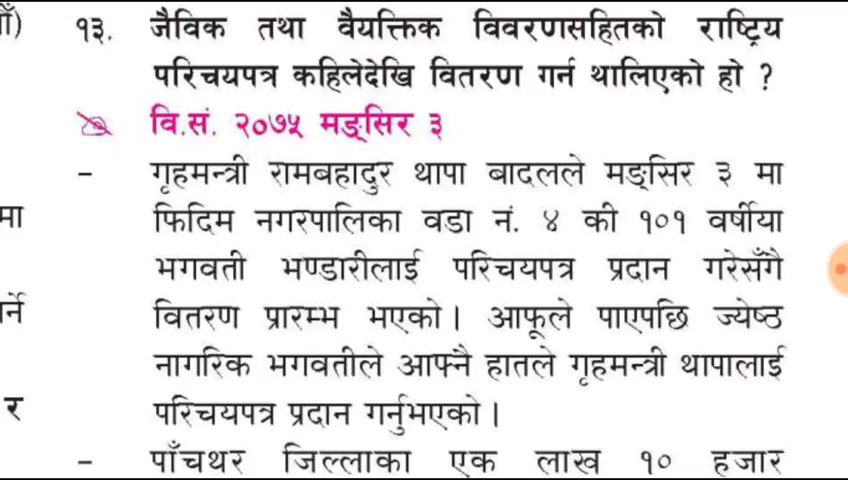 ाँ) १३. जैविक तथा वैयक्तिक विवरणसहितको राष्ट्रिय
परिचयपत्र कहिलेदेखि वितरण गर्न थालिएको हो ?
वि.सं. २०७५ मङ्सिर ३
- गृहमन्त्री रामबहादुर थापा बादलले मङ्सिर ३ मा
मा फिदिम नगरपालिका वडा नं. ४ की १०१ वर्षीया
भगवती भण्डारीलाई परिचयपत्र प्रदान गरेसँगै
र्ने वितरण प्रारम्भ भएको। आफूले पाएपछि ज्येष्ठ
नागरिक भगवतीले आफ्नै हातले गृहमन्त्री थापालाई
र परिचयपत्र प्रदान गर्नुभएको।
- पाँचथर जिल्लाका एक लाख १० हजार